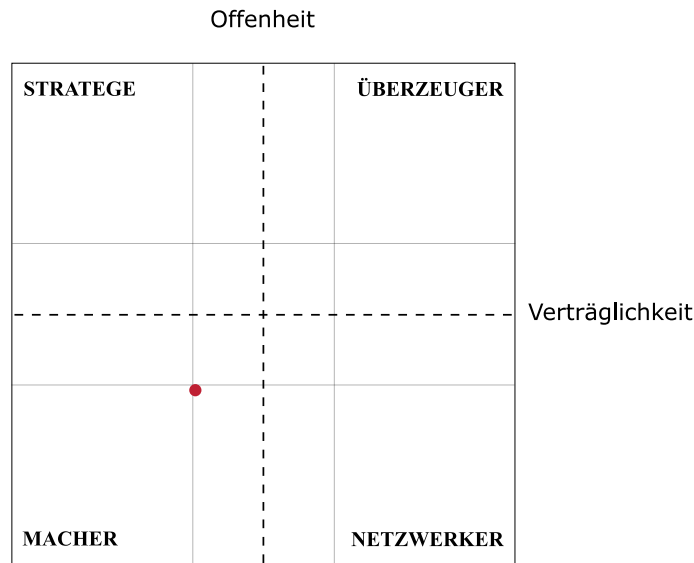 Offenheit
STRATEGE
ÜBERZEUGER
Verträglichkeit
MACHER
NETZWERKER